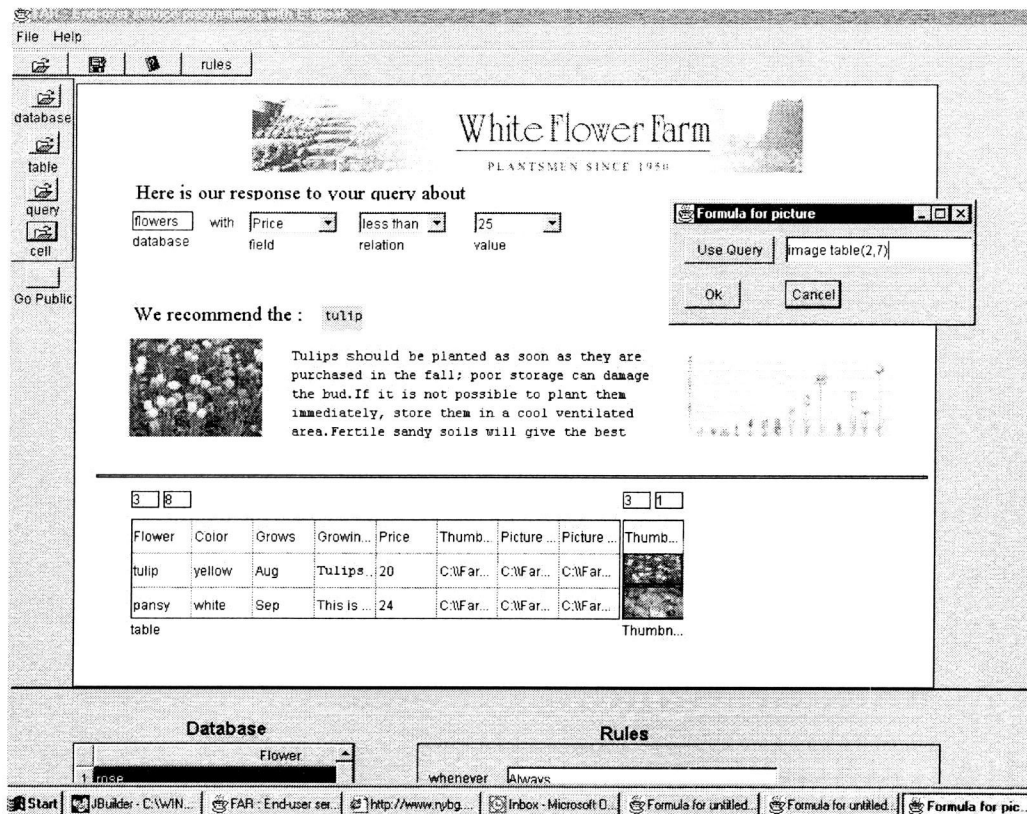 FAR : End-user service programming with E-speak
File Help
rules
database
table
query
cell
Go Public
White Flower Farm
PLANTSMEN SINCE 1950
Here is our response to your query about
flowers with Price less than 25
database field relation value
Formula for picture
Use Query image table(2,7)
Ok Cancel
We recommend the : tulip
Tulips should be planted as soon as they are
purchased in the fall; poor storage can damage
the bud.If it is not possible to plant them
immediately, store them in a cool ventilated
area.Fertile sandy soils will give the best
3 8 3 1
Flower Color Grows Growin... Price Thumb... Picture ... Picture ... Thumb...
tulip yellow Aug Tulips... 20 C:\\Far... C:\\Far... C:\\Far...
pansy white Sep This is ... 24 C:\\Far... C:\\Far... C:\\Far...
table Thumbn...
Database Rules
Flower
1 rose whenever Always
Start JBuilder - C:\WIN... FAR : End-user ser... http://www.nybg... Inbox - Microsoft O... Formula for untitled... Formula for untitled... Formula for pic...